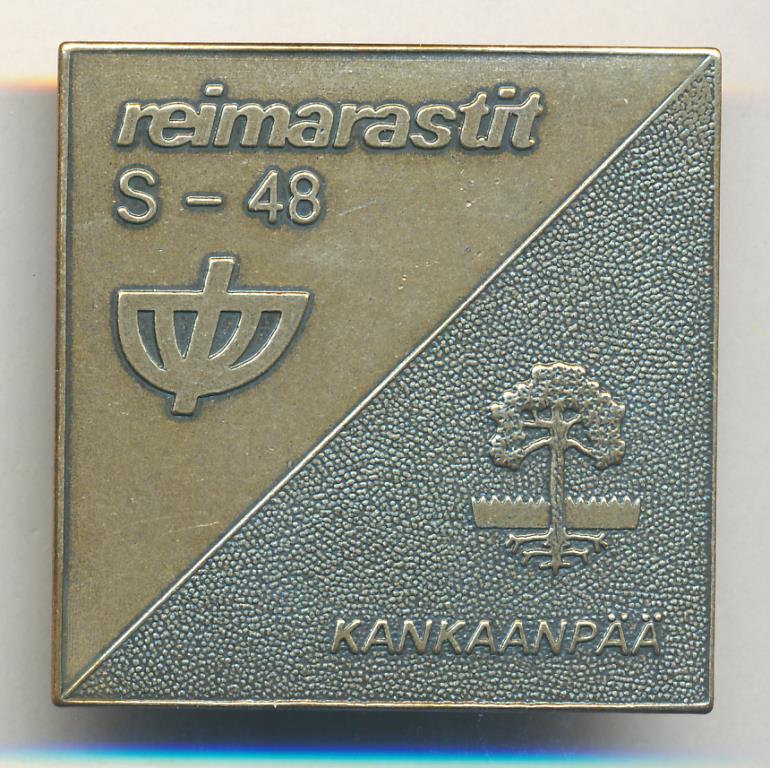 reimarastit
S - 48
KANKAANPÄÄ